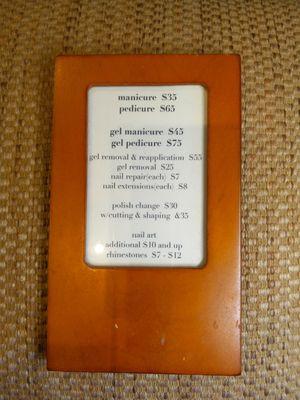 manicure $35
pedicure $65
gel manicure $45
gel pedicure $75
gel removal & reapplication $55
gel removal $25
nail repair(each) $7
nail extensions(each) $8
polish change $30
w/cutting & shaping &35
nail art
additional $10 and up
rhinestones $7 - $12